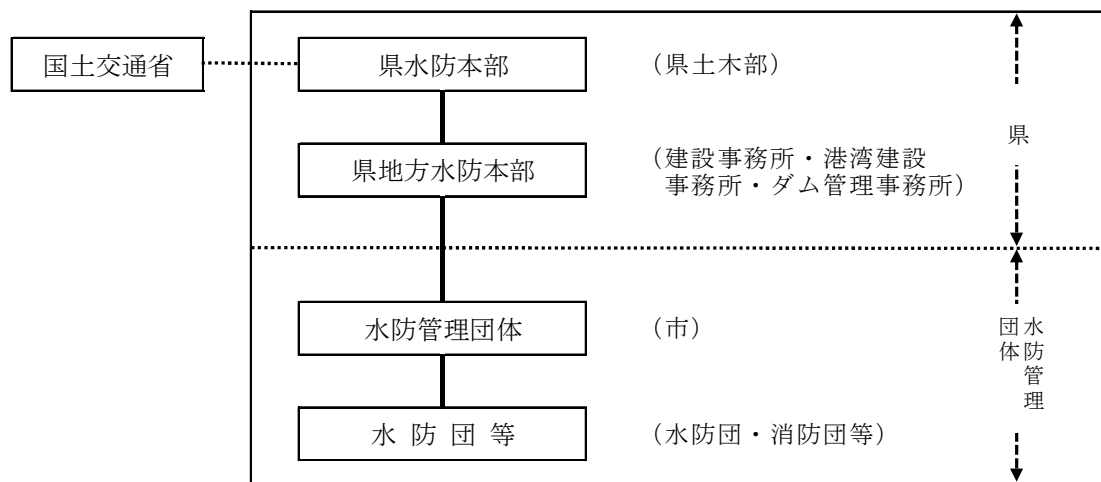 国土交通省
県水防本部
（県土木部）
県
県地方水防本部
（建設事務所・港湾建設
事務所・ダム管理事務所）
水防管理団体
（市）
水防管理
団体
水 防 団 等
（水防団・消防団等）